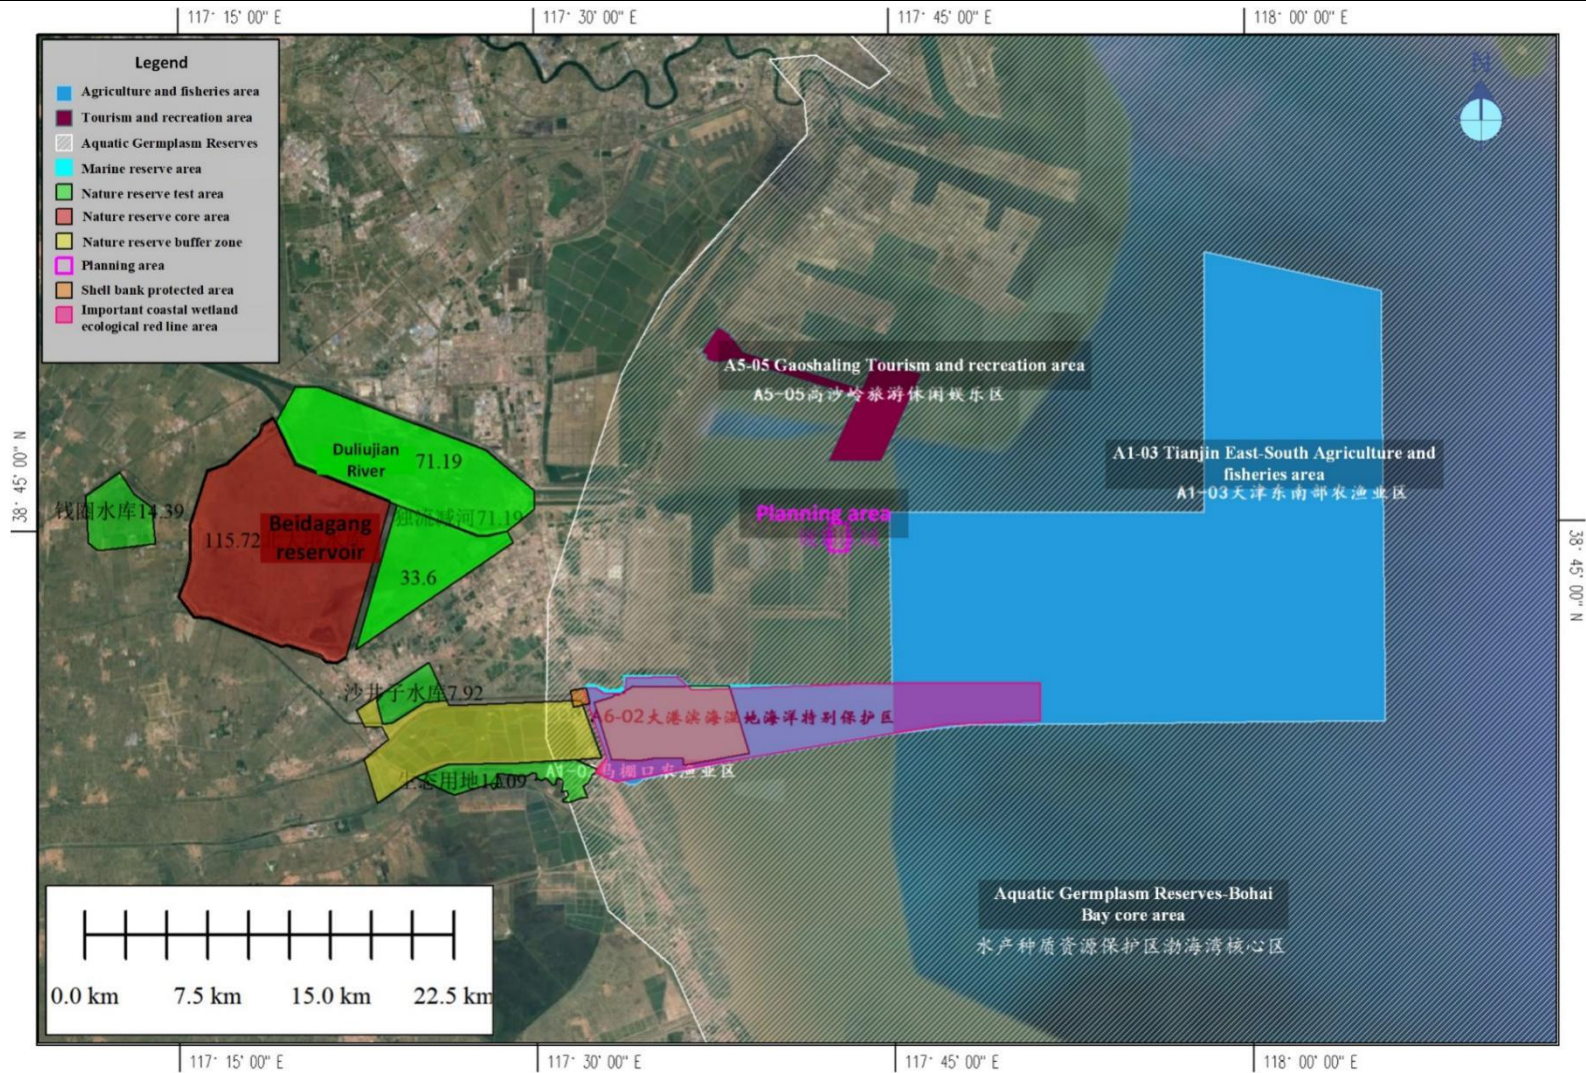 117° 15' 00" E
117° 30' 00" E
117° 45' 00" E
118° 00' 00" E
Legend
Agriculture and fisheries area
Tourism and recreation area
Aquatic Germplasm Reserves
Marine reserve area
Nature reserve test area
Nature reserve core area
Nature reserve buffer zone
Planning area
Shell bank protected area
Important coastal wetland
ecological red line area
N
A5-05 Gaoshaling Tourism and recreation area
A5-05高沙岭旅游休闲娱乐区
Duliujian
River
71.19
A1-03 Tianjin East-South Agriculture and
fisheries area
A1-03天津东南部农渔业区
38° 45' 00" N
钱圈水库14.39
独流减河71.19
Beidagang
reservoir
115.72
33.6
Planning area
38° 45' 00" N
沙井子水库7.92
A6-02大港滨海湿地海洋特别保护区
马棚口农渔业区
生态用地
Aquatic Germplasm Reserves-Bohai
Bay core area
水产种质资源保护区渤海湾核心区
0.0 km
7.5 km
15.0 km
22.5 km
117° 15' 00" E
117° 30' 00" E
117° 45' 00" E
118° 00' 00" E